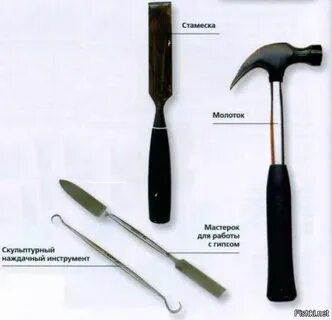 Стамеска
Молоток
Мастерок
для работы
с гипсом
Скульптурный
наждачный инструмент
Fishki.net